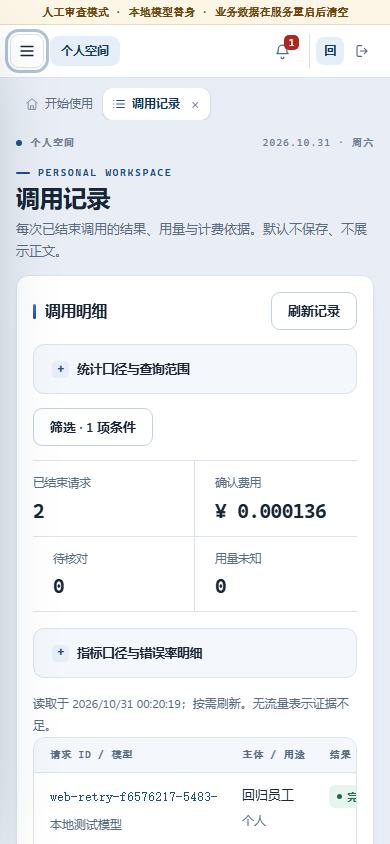 人工审查模式 · 本地模型替身 · 业务数据在服务重启后清空
个人空间
1
回
开始使用
调用记录 ×
个人空间
2026.10.31 · 周六
PERSONAL WORKSPACE
调用记录
每次已结束调用的结果、用量与计费依据。默认不保存、不展
示正文。
调用明细
刷新记录
+ 统计口径与查询范围
筛选 · 1 项条件
已结束请求
确认费用
2
¥ 0.000136
待核对
用量未知
0
0
+ 指标口径与错误率明细
读取于 2026/10/31 00:20:19；按需刷新。无流量表示证据不
足。
请求 ID / 模型
主体 / 用途
结果
web-retry-f6576217-5483-
回归员工
本地测试模型
个人